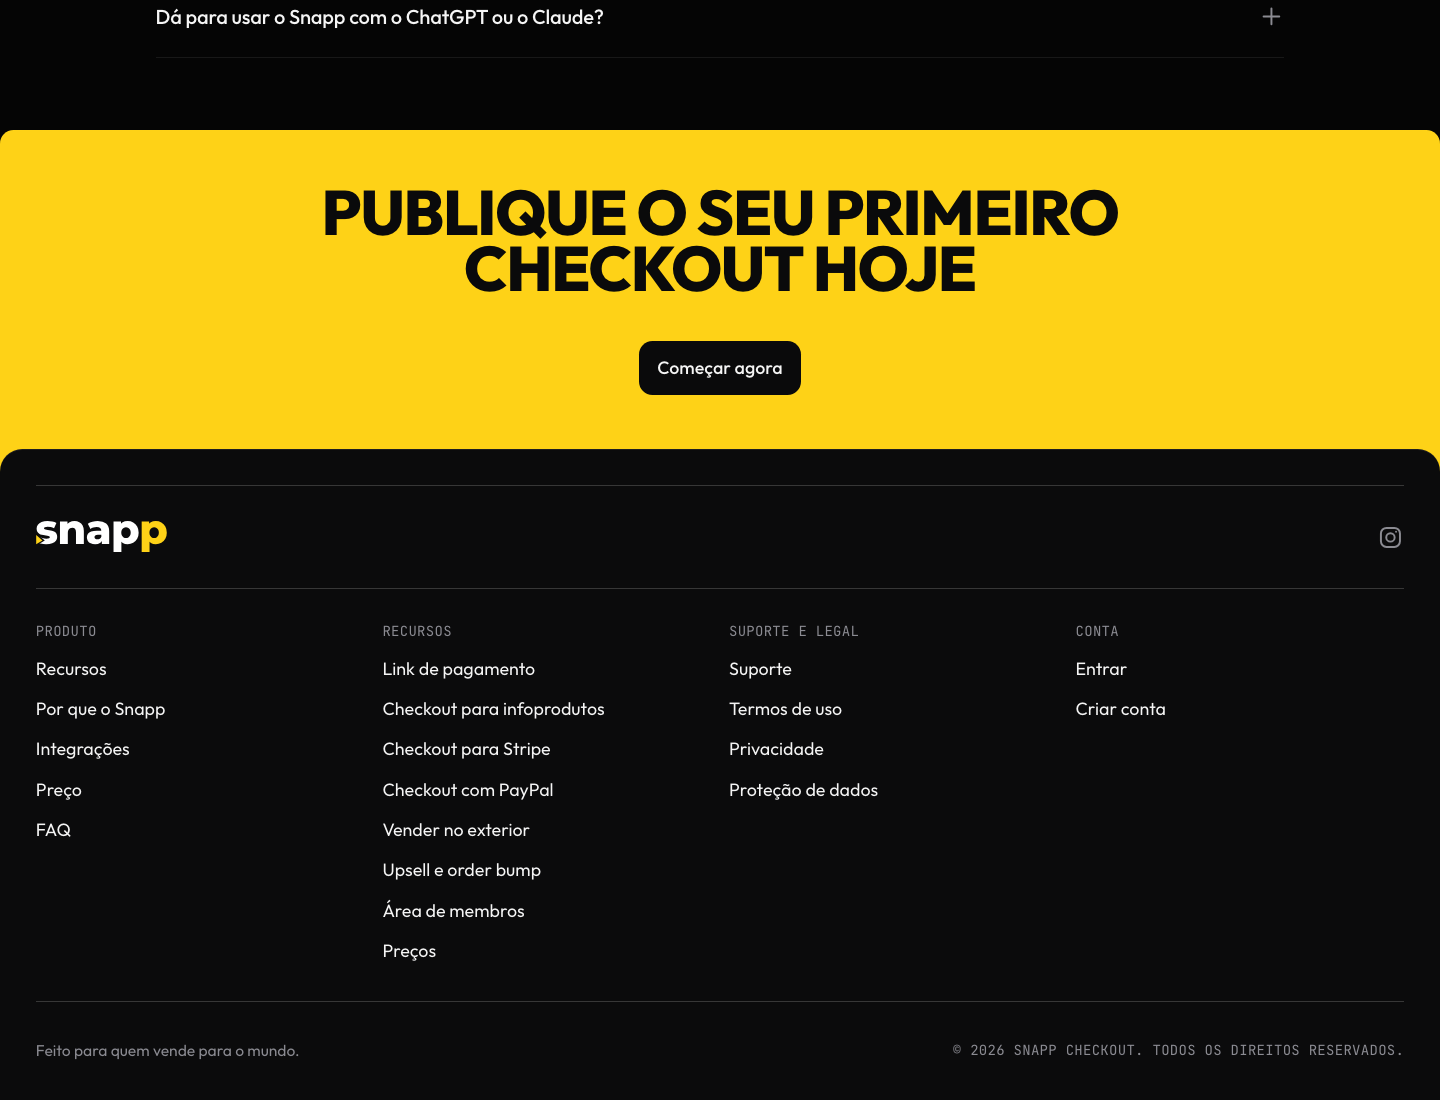 Dá para usar o Snapp com o ChatGPT ou o Claude?
PUBLIQUE O SEU PRIMEIRO
CHECKOUT HOJE
Começar agora
snapp
PRODUTO
Recursos
Por que o Snapp
Integrações
Preço
FAQ
RECURSOS
Link de pagamento
Checkout para infoprodutos
Checkout para Stripe
Checkout com PayPal
Vender no exterior
Upsell e order bump
Área de membros
Preços
SUPORTE E LEGAL
Suporte
Termos de uso
Privacidade
Proteção de dados
CONTA
Entrar
Criar conta
Feito para quem vende para o mundo.
© 2026 SNAPP CHECKOUT. TODOS OS DIREITOS RESERVADOS.